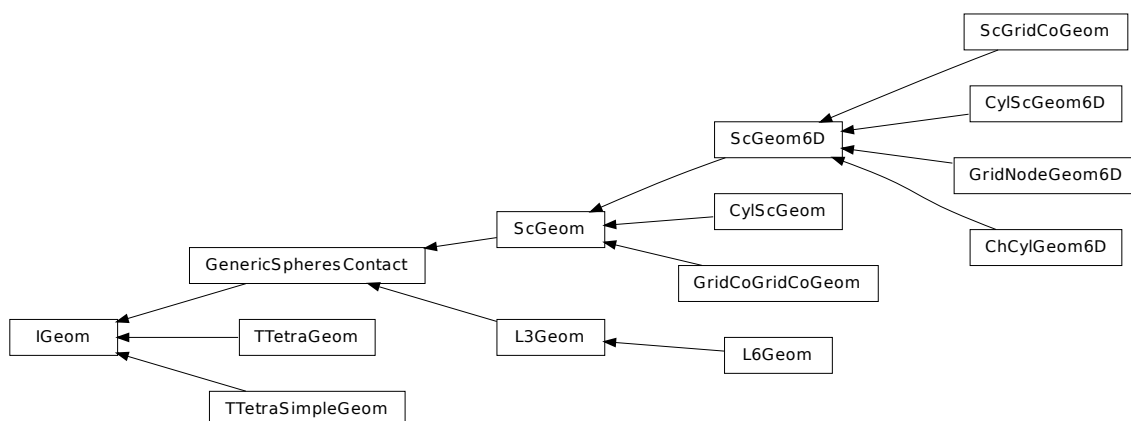 ScGridCoGeom
CylScGeom6D
ScGeom6D
GridNodeGeom6D
CylScGeom
ScGeom
ChCylGeom6D
GenericSpheresContact
GridCoGridCoGeom
IGeom
TTetraGeom
L3Geom
L6Geom
TTetraSimpleGeom